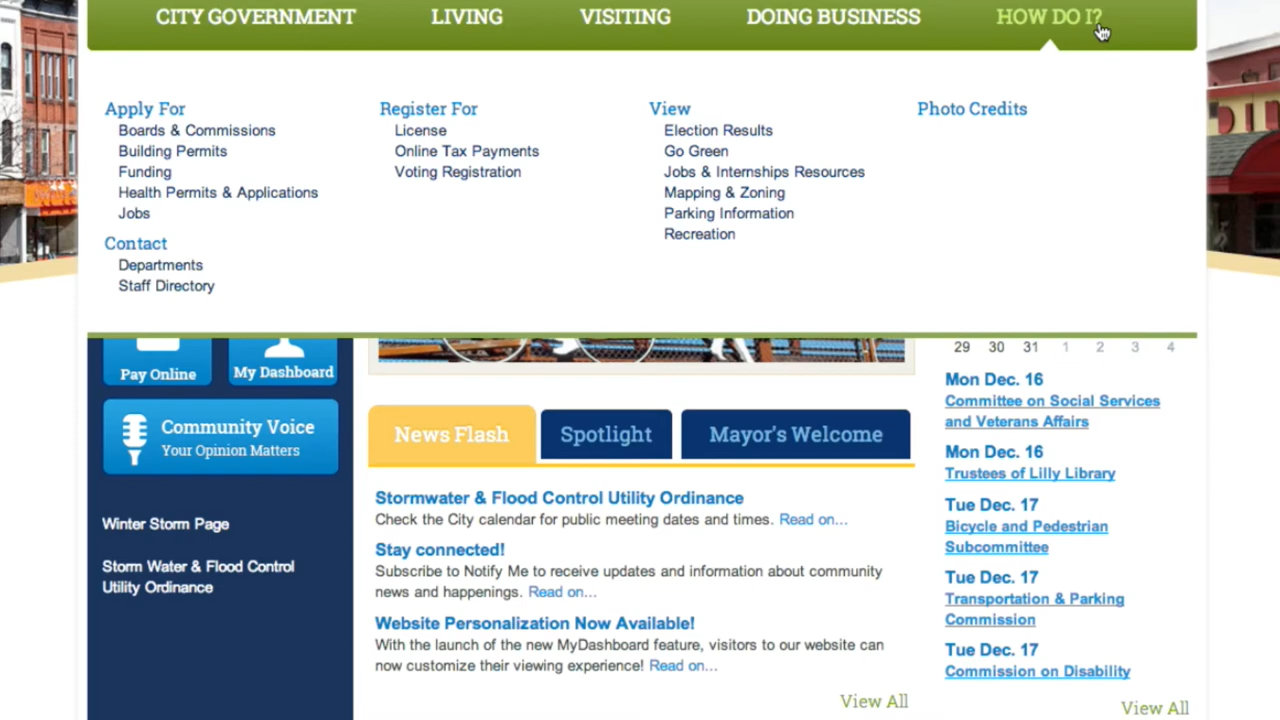 CITY GOVERNMENT LIVING VISITING DOING BUSINESS HOW DO I?
Apply For
Boards & Commissions
Building Permits
Funding
Health Permits & Applications
Jobs
Contact
Departments
Staff Directory
Register For
License
Online Tax Payments
Voting Registration
View
Election Results
Go Green
Jobs & Internships Resources
Mapping & Zoning
Parking Information
Recreation
Photo Credits
Pay Online
My Dashboard
Community Voice
Your Opinion Matters
Winter Storm Page
Storm Water & Flood Control
Utility Ordinance
News Flash Spotlight Mayor's Welcome
Stormwater & Flood Control Utility Ordinance
Check the City calendar for public meeting dates and times. Read on...
Stay connected!
Subscribe to Notify Me to receive updates and information about community
news and happenings. Read on...
Website Personalization Now Available!
With the launch of the new MyDashboard feature, visitors to our website can
now customize their viewing experience! Read on...
View All
29 30 31 1 2 3 4
Mon Dec. 16
Committee on Social Services
and Veterans Affairs
Mon Dec. 16
Trustees of Lilly Library
Tue Dec. 17
Bicycle and Pedestrian
Subcommittee
Tue Dec. 17
Transportation & Parking
Commission
Tue Dec. 17
Commission on Disability
View All